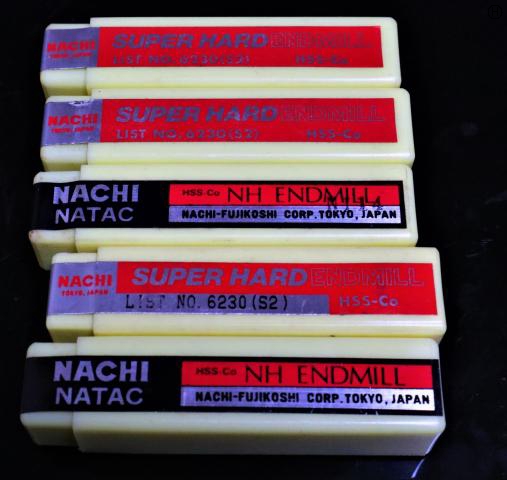 NACHI
TOKYO, JAPAN
SUPER HARD ENDMILL
LIST NO. 6230(S2) HSS-Co
NACHI
TOKYO, JAPAN
SUPER HARD ENDMILL
LIST NO. 6230(S2) HSS-Co
NACHI
NATAC
HSS-Co NH ENDMILL
NACHI-FUJIKOSHI CORP. TOKYO, JAPAN
NACHI
TOKYO, JAPAN
SUPER HARD ENDMILL
LIST NO. 6230(S2) HSS-Co
NACHI
NATAC
HSS-Co NH ENDMILL
NACHI-FUJIKOSHI CORP. TOKYO, JAPAN